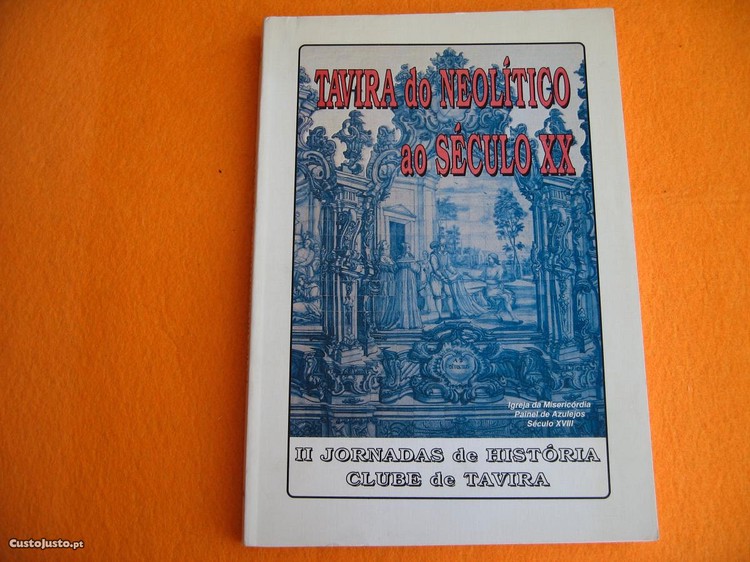 TAVIRA do NEOLÍTICO
ao SÉCULO XX
Igreja da Misericórdia
Painel de Azulejos
Século XVIII
II JORNADAS de HISTÓRIA
CLUBE de TAVIRA
CustoJusto.pt